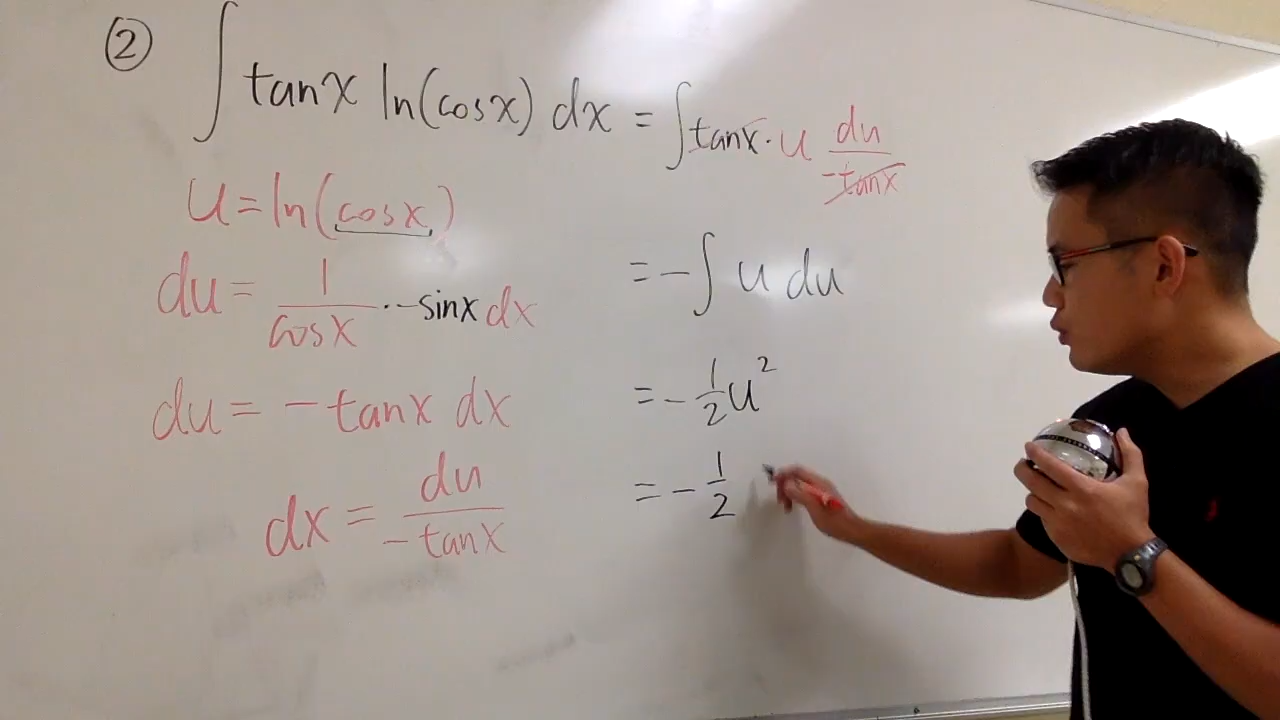 ② ∫ tanx ln(cosx) dx = ∫ tanx · u du/-tanx
u = ln(cosx)
du = 1/cosx · -sinx dx
du = -tanx dx
dx = du/-tanx
= - ∫ u du
= - 1/2 u²
= - 1/2